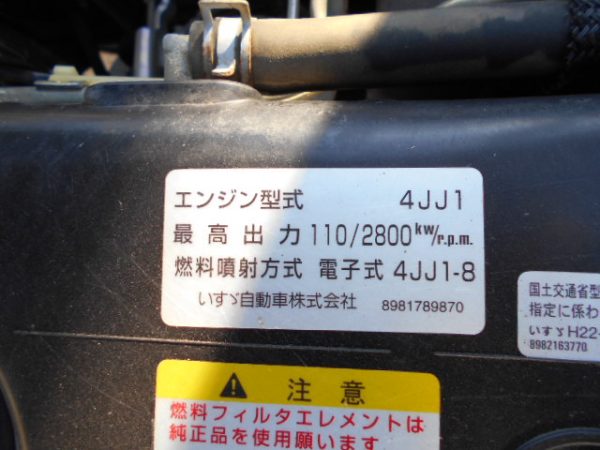 エンジン型式 4JJ1
最高出力 110/2800kw/r.p.m.
燃料噴射方式 電子式 4JJ1-8
いすゞ自動車株式会社 8981789870
国土交通省型
指定に係わ
いすゞH22-
8982163770
注意
燃料フィルタエレメントは
純正品を使用願います